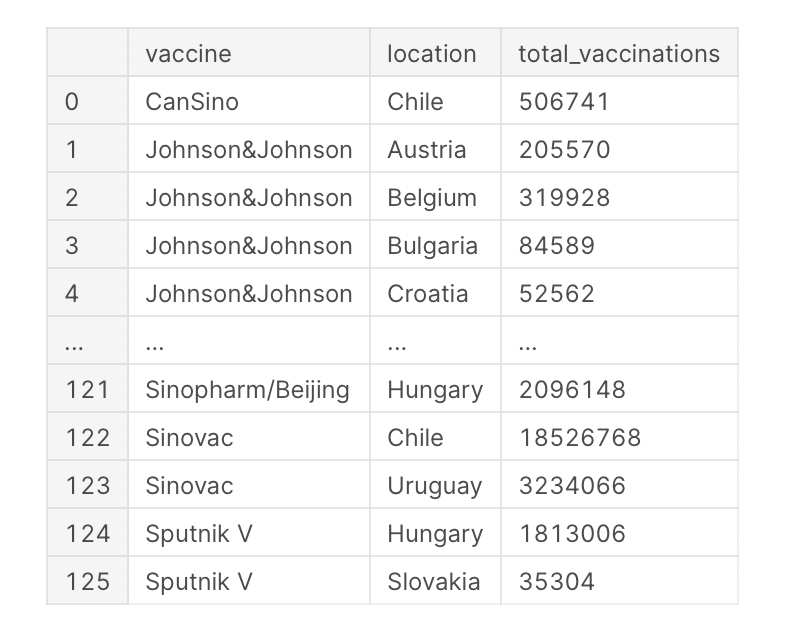 vaccine location total_vaccinations
0 CanSino Chile 506741
1 Johnson&Johnson Austria 205570
2 Johnson&Johnson Belgium 319928
3 Johnson&Johnson Bulgaria 84589
4 Johnson&Johnson Croatia 52562
... ... ... ...
121 Sinopharm/Beijing Hungary 2096148
122 Sinovac Chile 18526768
123 Sinovac Uruguay 3234066
124 Sputnik V Hungary 1813006
125 Sputnik V Slovakia 35304